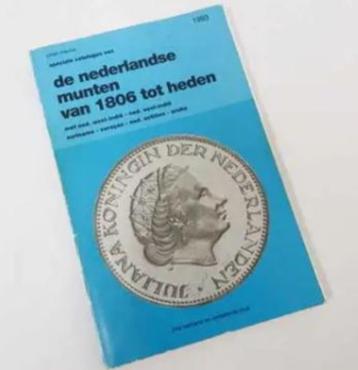 1993
speciale catalogus van
de nederlandse
munten
van 1806 tot heden
met ned. west-indië - ned. oost-indië
suriname - curaçao - ned. antillen - aruba
JULIANA KONINGIN DER NEDERLANDEN